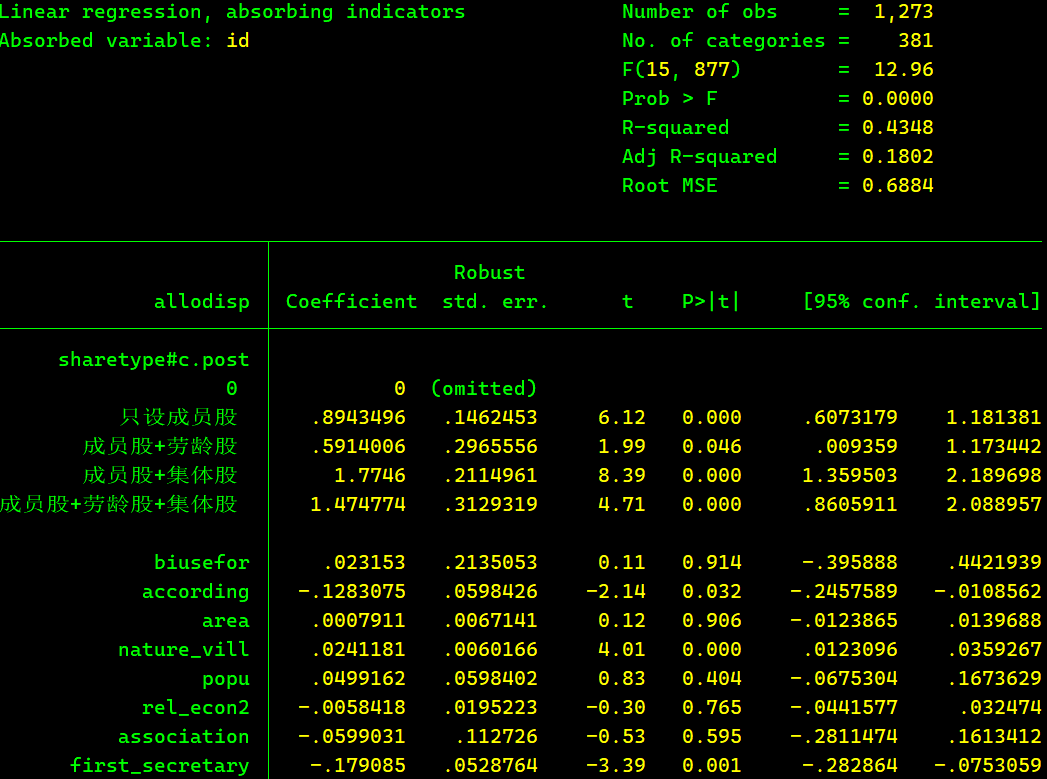 Linear regression, absorbing indicators Number of obs = 1,273
Absorbed variable: id No. of categories = 381
F(15, 877) = 12.96
Prob > F = 0.0000
R-squared = 0.4348
Adj R-squared = 0.1802
Root MSE = 0.6884
Robust
allodisp Coefficient std. err. t P>|t| [95% conf. interval]
sharetype#c.post
0 0 (omitted)
只设成员股 .8943496 .1462453 6.12 0.000 .6073179 1.181381
成员股+劳龄股 .5914006 .2965556 1.99 0.046 .009359 1.173442
成员股+集体股 1.7746 .2114961 8.39 0.000 1.359503 2.189698
成员股+劳龄股+集体股 1.474774 .3129319 4.71 0.000 .8605911 2.088957
biusefor .023153 .2135053 0.11 0.914 -.395888 .4421939
according -.1283075 .0598426 -2.14 0.032 -.2457589 -.0108562
area .0007911 .0067141 0.12 0.906 -.0123865 .0139688
nature_vill .0241181 .0060166 4.01 0.000 .0123096 .0359267
popu .0499162 .0598402 0.83 0.404 -.0675304 .1673629
rel_econ2 -.0058418 .0195223 -0.30 0.765 -.0441577 .032474
association -.0599031 .112726 -0.53 0.595 -.2811474 .1613412
first_secretary -.179085 .0528764 -3.39 0.001 -.282864 -.0753059